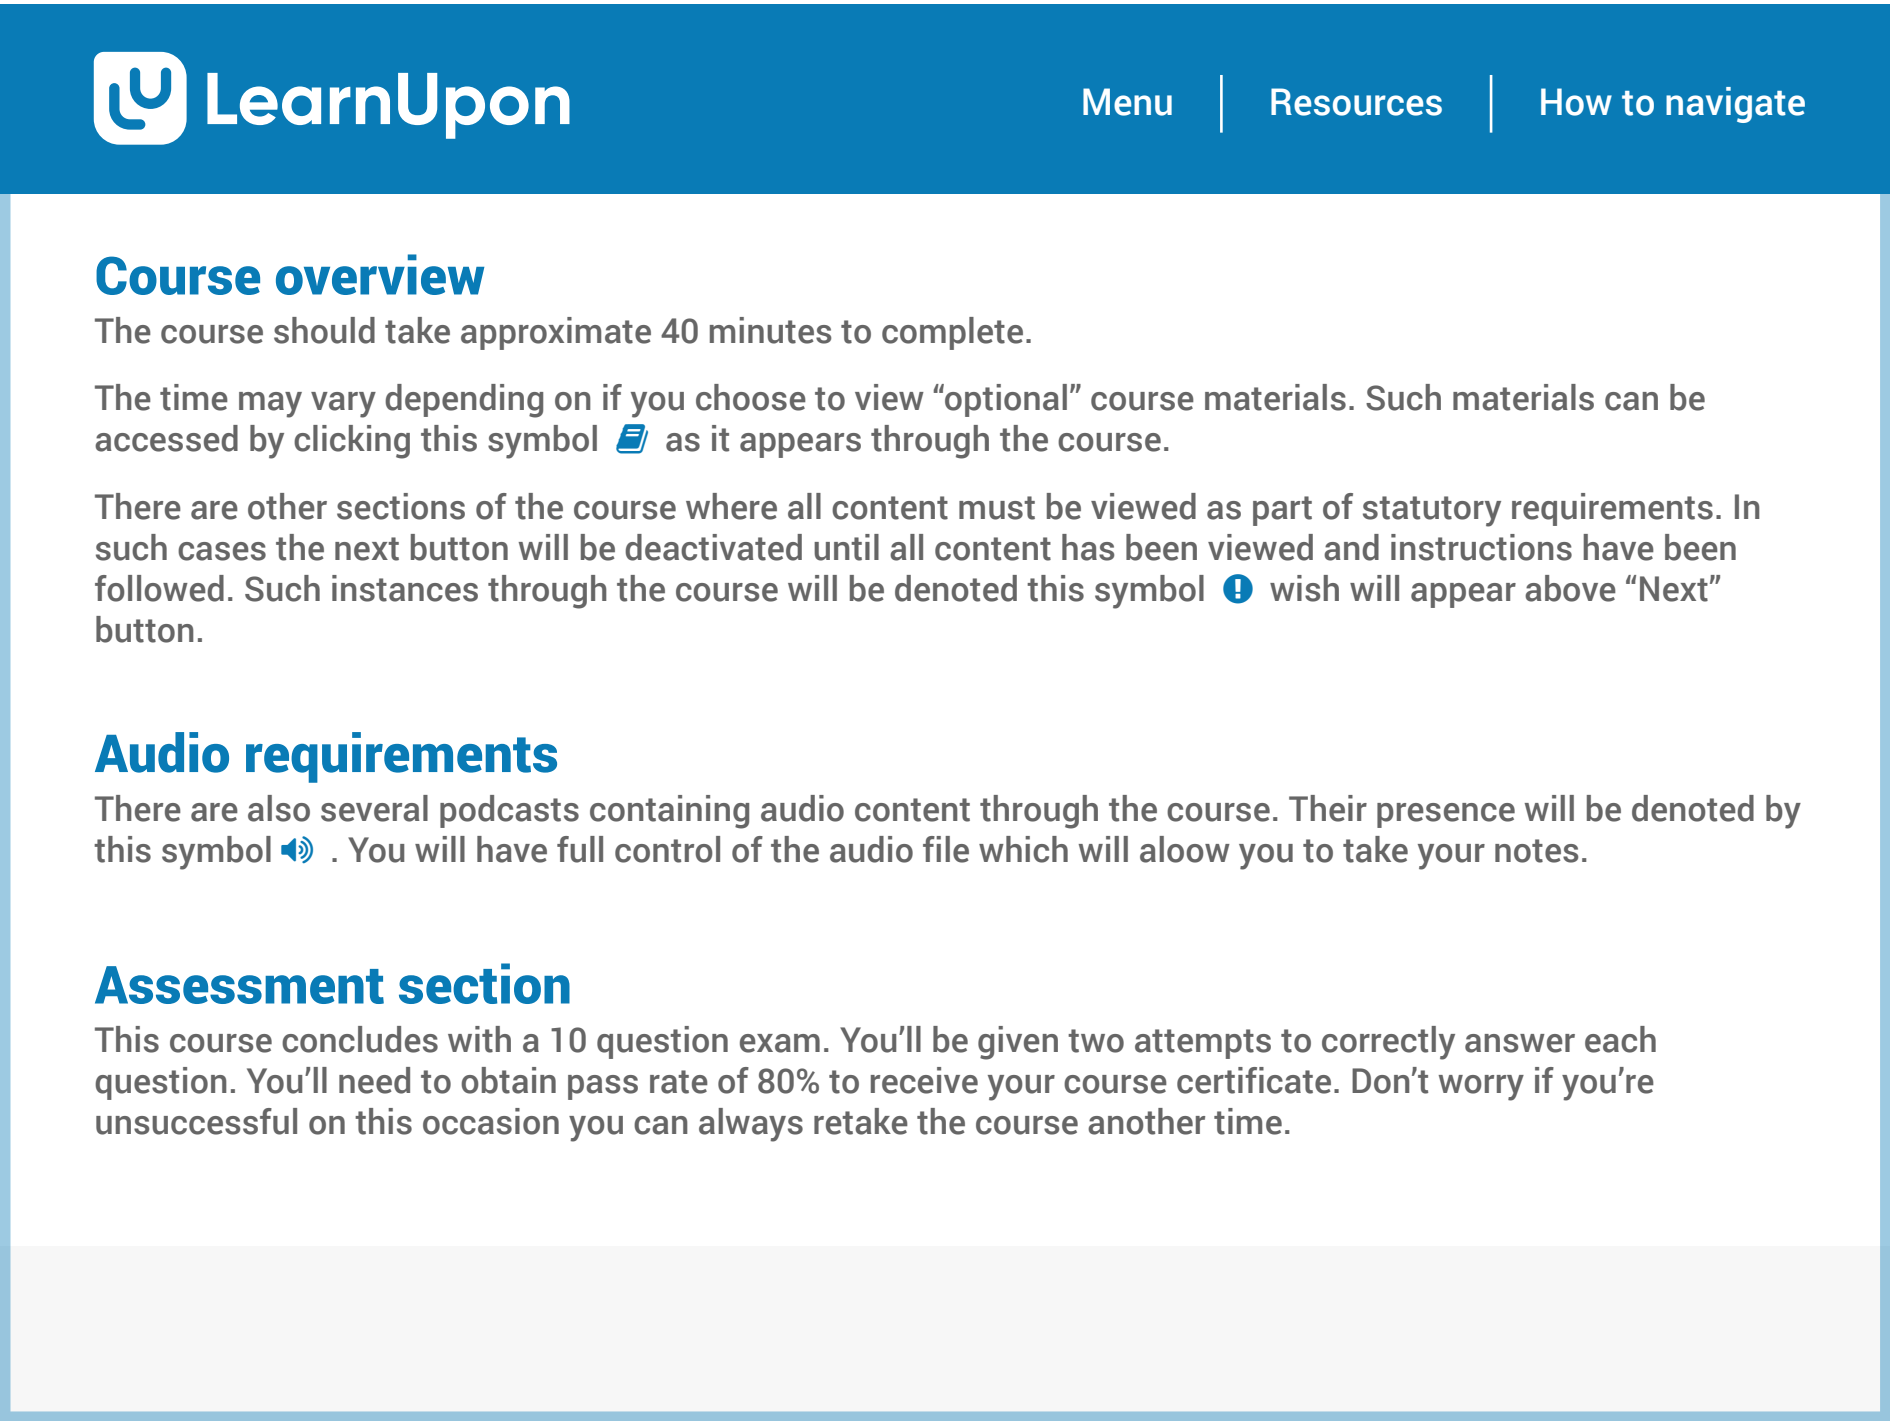 LearnUpon
Menu
Resources
How to navigate
Course overview
The course should take approximate 40 minutes to complete.
The time may vary depending on if you choose to view “optional” course materials. Such materials can be
accessed by clicking this symbol as it appears through the course.
There are other sections of the course where all content must be viewed as part of statutory requirements. In
such cases the next button will be deactivated until all content has been viewed and instructions have been
followed. Such instances through the course will be denoted this symbol wish will appear above “Next”
button.
Audio requirements
There are also several podcasts containing audio content through the course. Their presence will be denoted by
this symbol . You will have full control of the audio file which will aloow you to take your notes.
Assessment section
This course concludes with a 10 question exam. You’ll be given two attempts to correctly answer each
question. You’ll need to obtain pass rate of 80% to receive your course certificate. Don’t worry if you’re
unsuccessful on this occasion you can always retake the course another time.